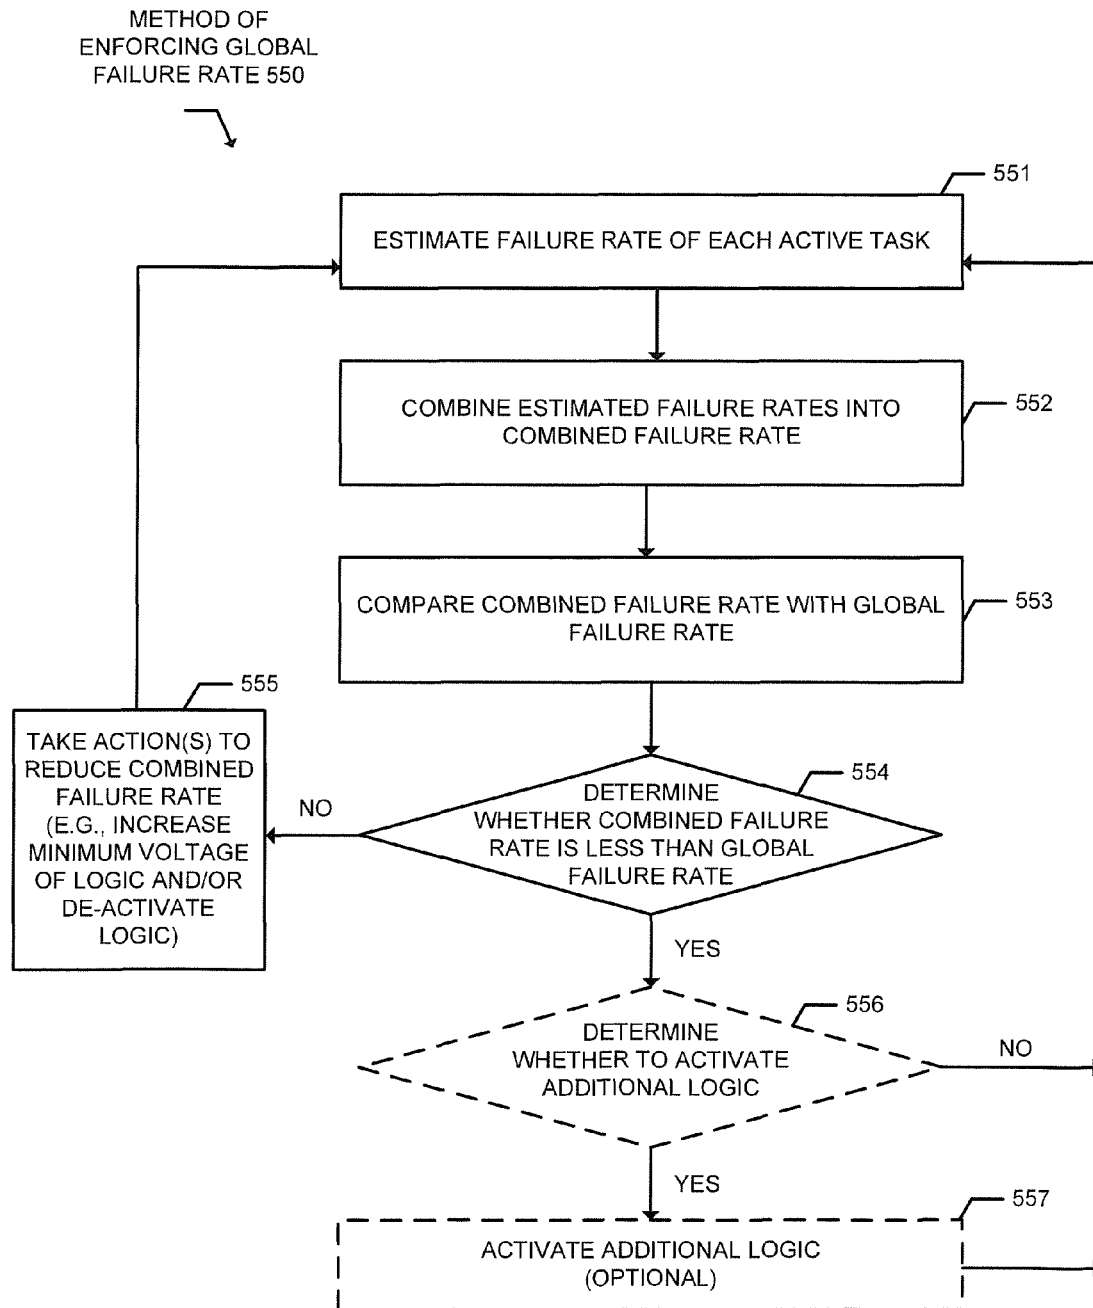 METHOD OF
ENFORCING GLOBAL
FAILURE RATE 550
551
ESTIMATE FAILURE RATE OF EACH ACTIVE TASK
552
COMBINE ESTIMATED FAILURE RATES INTO
COMBINED FAILURE RATE
553
COMPARE COMBINED FAILURE RATE WITH GLOBAL
FAILURE RATE
555
TAKE ACTION(S) TO
REDUCE COMBINED
FAILURE RATE
(E.G., INCREASE
MINIMUM VOLTAGE
OF LOGIC AND/OR
DE-ACTIVATE
LOGIC)
NO
554
DETERMINE
WHETHER COMBINED FAILURE
RATE IS LESS THAN GLOBAL
FAILURE RATE
YES
556
DETERMINE
WHETHER TO ACTIVATE
ADDITIONAL LOGIC
NO
YES
557
ACTIVATE ADDITIONAL LOGIC
(OPTIONAL)